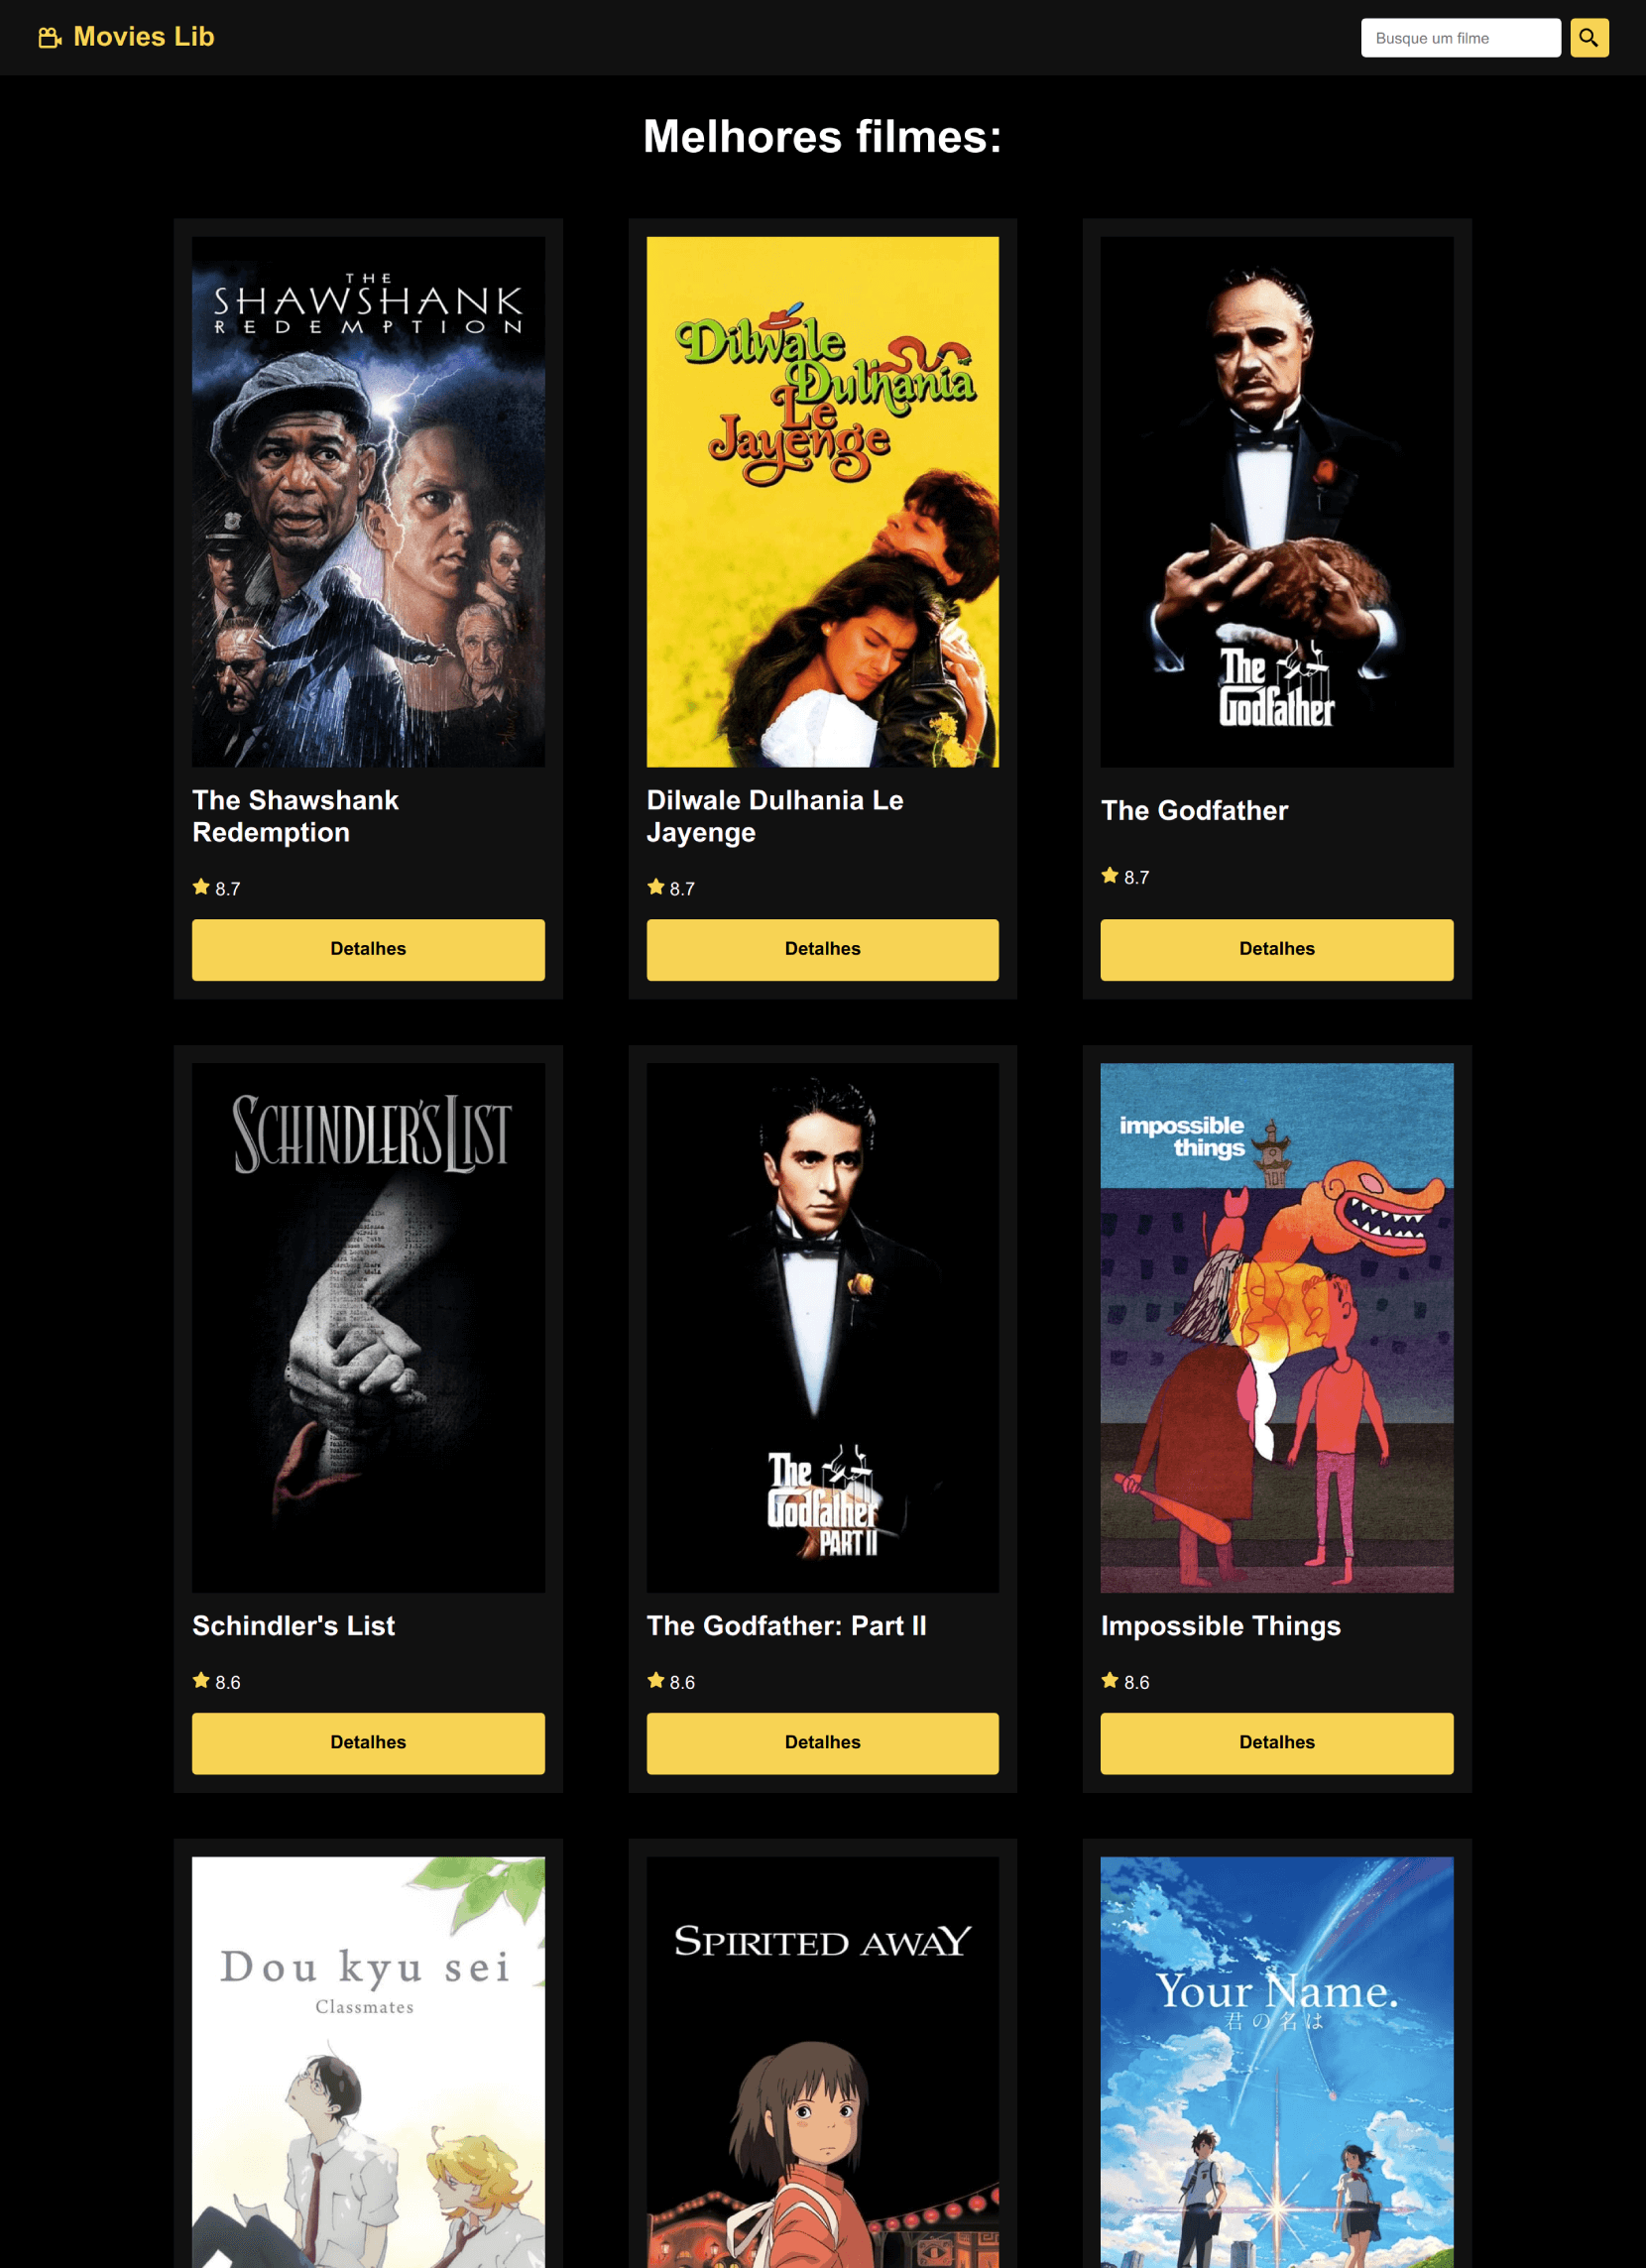 Movies Lib
Busque um filme
Melhores filmes:
THE
SHAWSHANK
REDEMPTION
Dilwale
Dulhania
Le
Jayenge
The
Godfather
The Shawshank
Redemption
Dilwale Dulhania Le
Jayenge
The Godfather
8.7
8.7
8.7
Detalhes
Detalhes
Detalhes
SCHINDLER'S LIST
The
Godfather
PART II
impossible
things
Schindler's List
The Godfather: Part II
Impossible Things
8.6
8.6
8.6
Detalhes
Detalhes
Detalhes
Dou kyu sei
Classmates
SPIRITED AWAY
Your Name.
君の名は